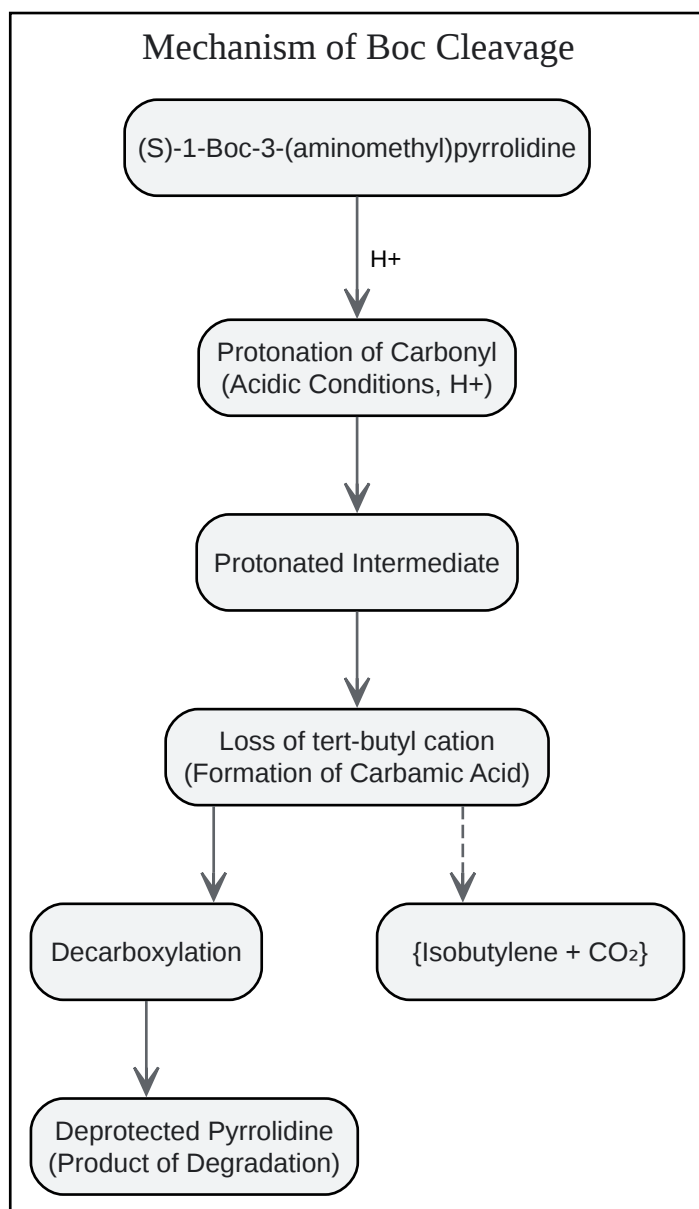 Mechanism of Boc Cleavage
(S)-1-Boc-3-(aminomethyl)pyrrolidine
H+
Protonation of Carbonyl
(Acidic Conditions, H+)
Protonated Intermediate
Loss of tert-butyl cation
(Formation of Carbamic Acid)
Decarboxylation
{Isobutylene + CO₂}
Deprotected Pyrrolidine
(Product of Degradation)